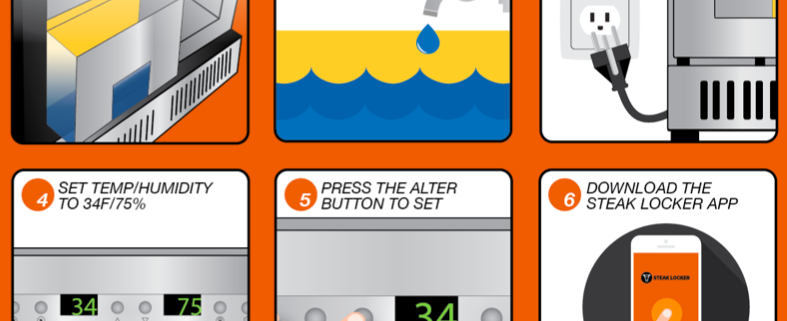 4 SET TEMP/HUMIDITY
TO 34F/75%
5 PRESS THE ALTER
BUTTON TO SET
6 DOWNLOAD THE
STEAK LOCKER APP
34 75
34
STEAK LOCKER